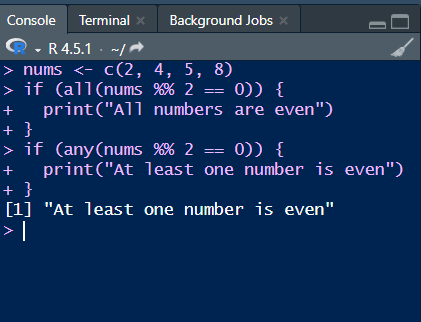 Console Terminal Background Jobs
R R 4.5.1 · ~/
> nums <- c(2, 4, 5, 8)
> if (all(nums %% 2 == 0)) {
+   print("All numbers are even")
+ }
> if (any(nums %% 2 == 0)) {
+   print("At least one number is even")
+ }
[1] "At least one number is even"
>